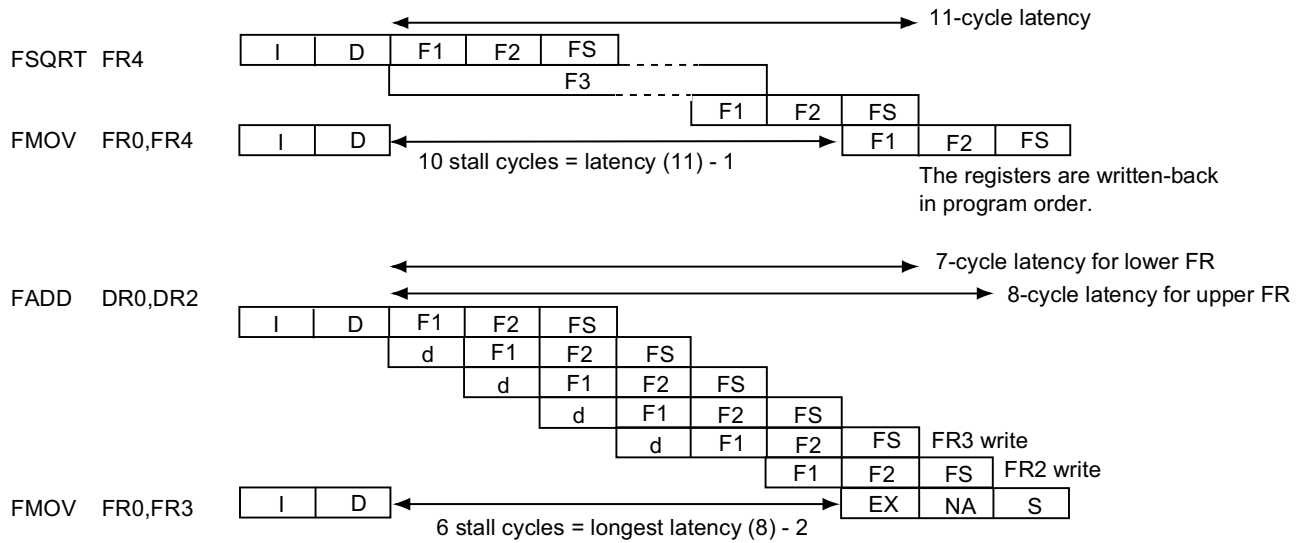 11-cycle latency
FSQRT FR4
I D F1 F2 FS
F3
F1 F2 FS
FMOV FR0,FR4
I D
10 stall cycles = latency (11) - 1
F1 F2 FS
The registers are written-back
in program order.
7-cycle latency for lower FR
8-cycle latency for upper FR
FADD DR0,DR2
I D F1 F2 FS
d F1 F2 FS
d F1 F2 FS
d F1 F2 FS
d F1 F2 FS FR3 write
F1 F2 FS FR2 write
FMOV FR0,FR3
I D
EX NA S
6 stall cycles = longest latency (8) - 2